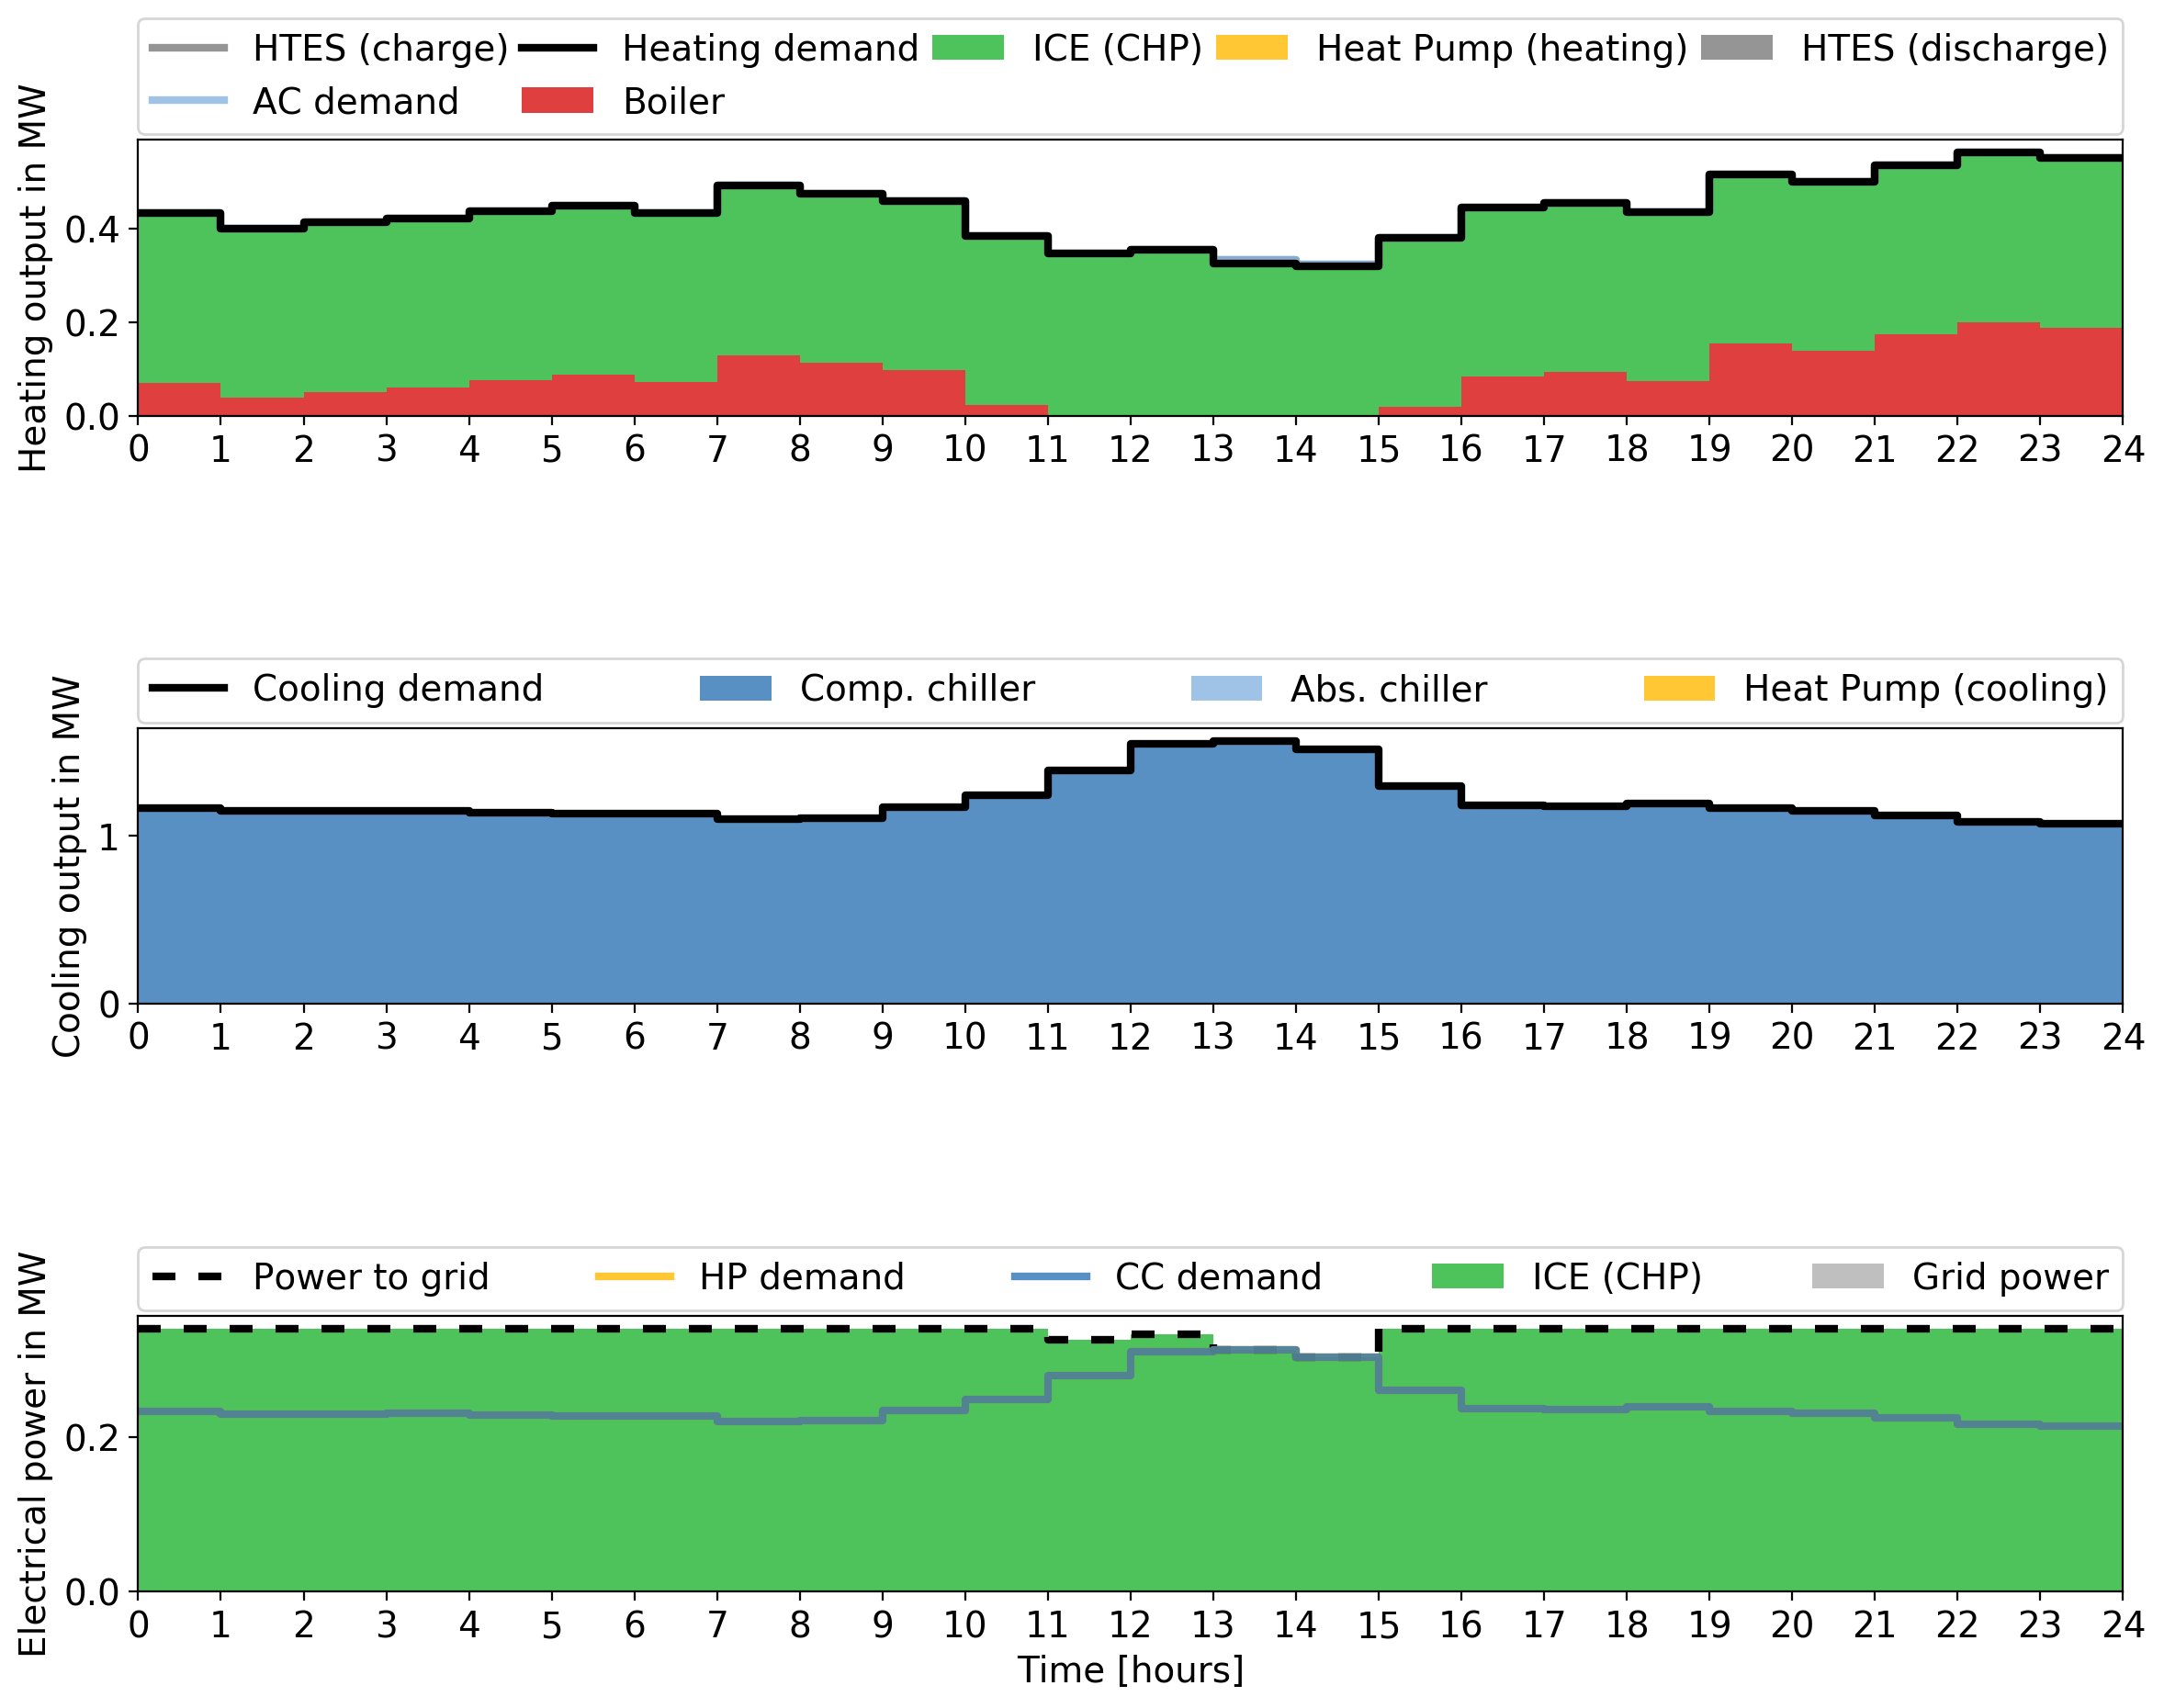 HTES (charge) Heating demand ICE (CHP) Heat Pump (heating) HTES (discharge)
AC demand Boiler
Heating output in MW
0.4
0.2
0.0
0 1 2 3 4 5 6 7 8 9 10 11 12 13 14 15 16 17 18 19 20 21 22 23 24
Cooling demand Comp. chiller Abs. chiller Heat Pump (cooling)
Cooling output in MW
1
0
0 1 2 3 4 5 6 7 8 9 10 11 12 13 14 15 16 17 18 19 20 21 22 23 24
Power to grid HP demand CC demand ICE (CHP) Grid power
Electrical power in MW
0.2
0.0
0 1 2 3 4 5 6 7 8 9 10 11 12 13 14 15 16 17 18 19 20 21 22 23 24
Time [hours]